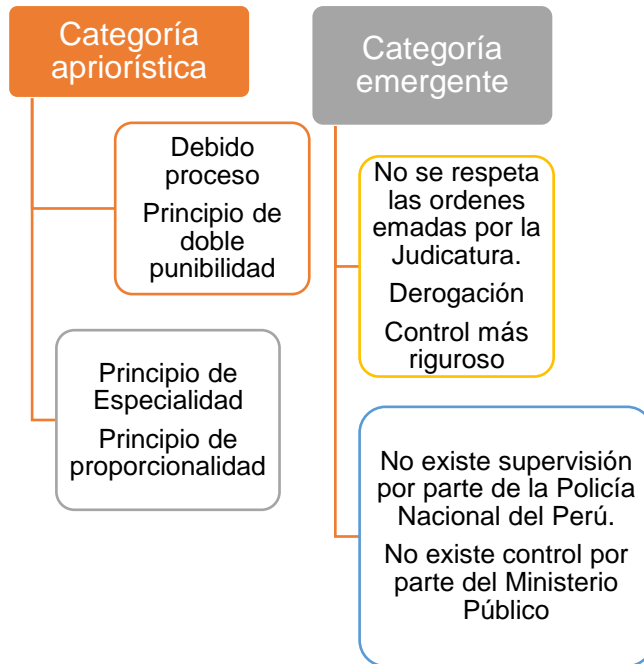 Categoría
apriorística
Debido
proceso
Principio de
doble
punibilidad
Principio de
Especialidad
Principio de
proporcionalidad
Categoría
emergente
No se respeta
las ordenes
emadas por la
Judicatura.
Derogación
Control más
riguroso
No existe supervisión
por parte de la Policía
Nacional del Perú.
No existe control por
parte del Ministerio
Público